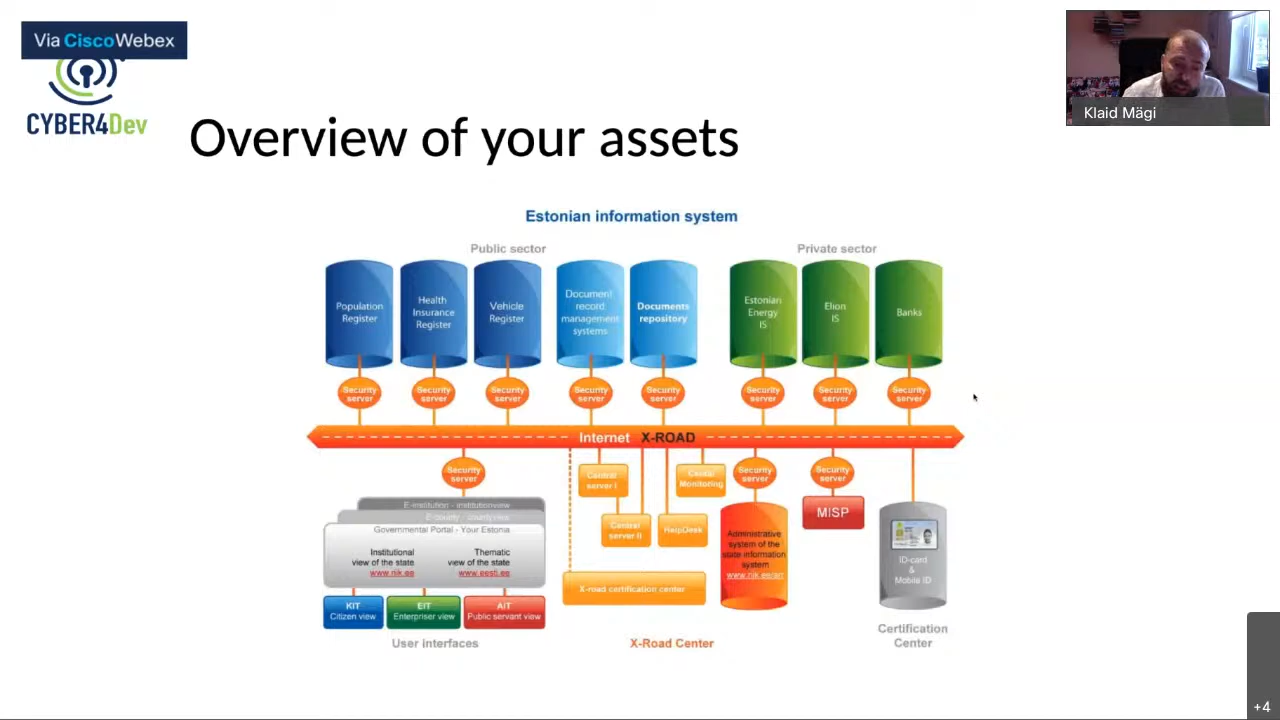 Via CiscoWebex
CYBER4Dev
Klaid Mägi
Overview of your assets
Estonian information system
Public sector
Private sector
Population
Register
Health
Insurance
Register
Vehicle
Register
Document
record
management
systems
Documents
repository
Estonian
Energy
IS
Elion
IS
Banks
Security
server
Security
server
Security
server
Security
server
Security
server
Security
server
Security
server
Security
server
Internet X-ROAD
Security
server
Central
server I
Central
Monitoring
Security
server
Security
server
E-institution - institutionview
E-county - countyview
Governmental Portal - Your Estonia
Institutional
view of the state
www.riik.ee
Thematic
view of the state
www.eesti.ee
Central
server II
HelpDesk
MISP
Administrative
system of the
state information
system
ID-card
&
Mobile ID
X-road certification center
KIT
Citizen view
EIT
Enterpriser view
AIT
Public servant view
User interfaces
X-Road Center
Certification
Center
+4